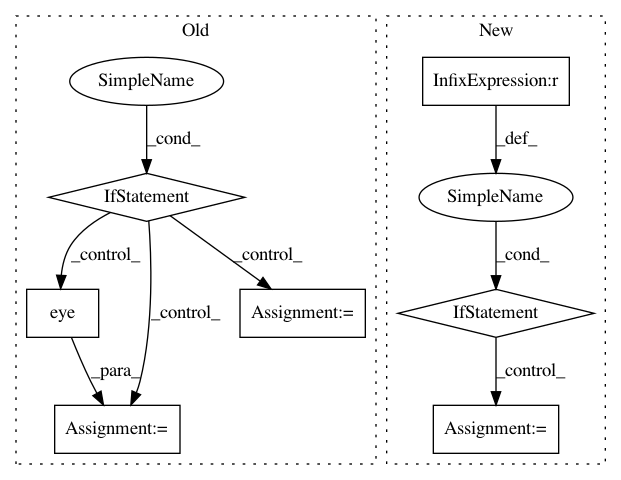 Old
New
SimpleName
InfixExpression:r
_cond_
_def_
IfStatement
SimpleName
_control_
_control_
_control_
_cond_
eye
Assignment:=
IfStatement
_para_
_control_
Assignment:=
Assignment:=